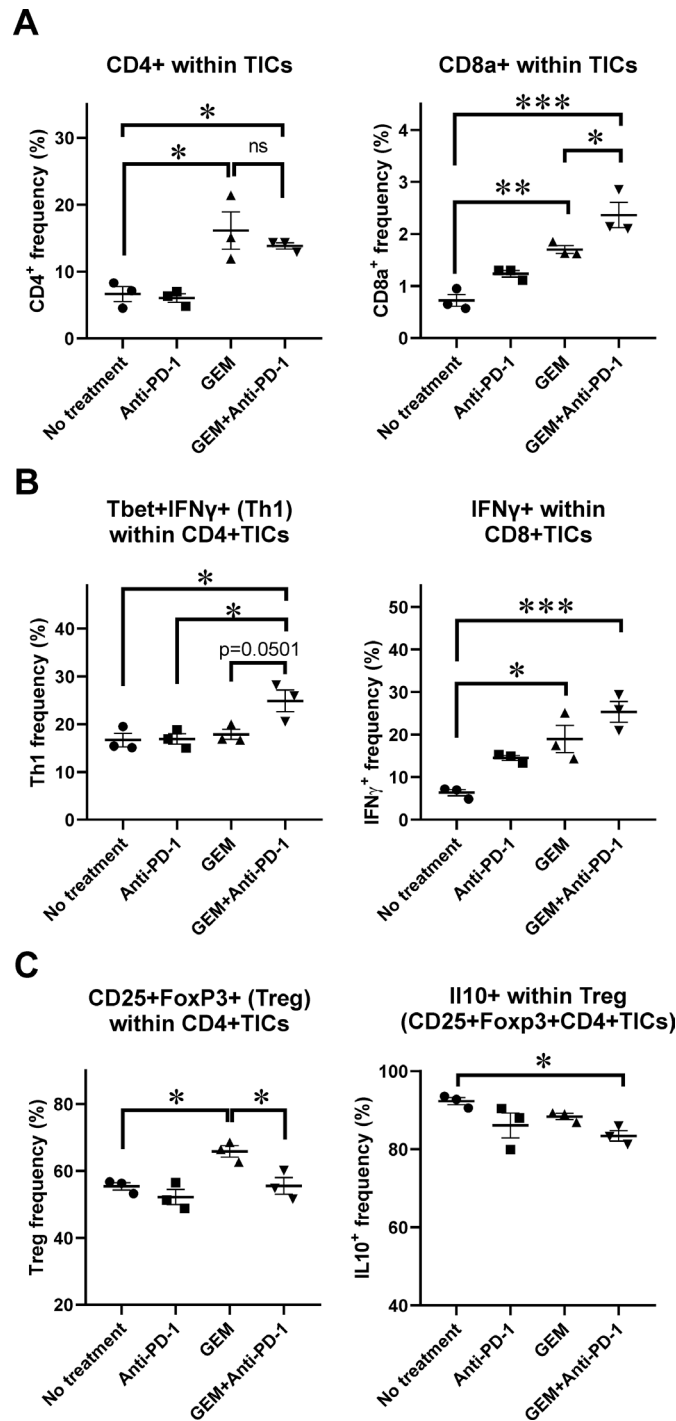 A
CD4+ within TICs
CD8a+ within TICs
CD4+ frequency (%)
30
20
10
0
*
*
ns
No treatment
Anti-PD-1
GEM
GEM+Anti-PD-1
CD8a+ frequency (%)
4
3
2
1
0
***
*
**
No treatment
Anti-PD-1
GEM
GEM+Anti-PD-1
B
Tbet+IFNγ+ (Th1)
within CD4+TICs
IFNγ+ within
CD8+TICs
Th1 frequency (%)
40
30
20
10
0
*
*
p=0.0501
No treatment
Anti-PD-1
GEM
GEM+Anti-PD-1
IFNγ+ frequency (%)
50
40
30
20
10
0
***
*
No treatment
Anti-PD-1
GEM
GEM+Anti-PD-1
C
CD25+FoxP3+ (Treg)
within CD4+TICs
Il10+ within Treg
(CD25+Foxp3+CD4+TICs)
Treg frequency (%)
80
60
40
20
*
*
No treatment
Anti-PD-1
GEM
GEM+Anti-PD-1
IL10+ frequency (%)
100
80
60
40
*
No treatment
Anti-PD-1
GEM
GEM+Anti-PD-1